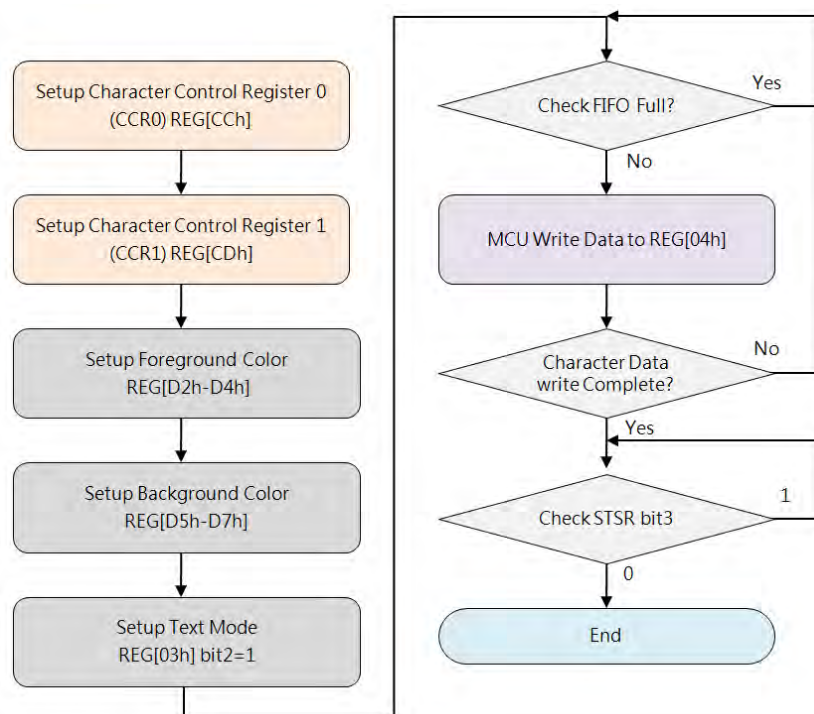 Setup Character Control Register 0
(CCR0) REG[CCh]
Setup Character Control Register 1
(CCR1) REG[CDh]
Setup Foreground Color
REG[D2h-D4h]
Setup Background Color
REG[D5h-D7h]
Setup Text Mode
REG[03h] bit2=1
Check FIFO Full?
Yes
No
MCU Write Data to REG[04h]
Character Data
write Complete?
No
Yes
Check STSR bit3
1
0
End